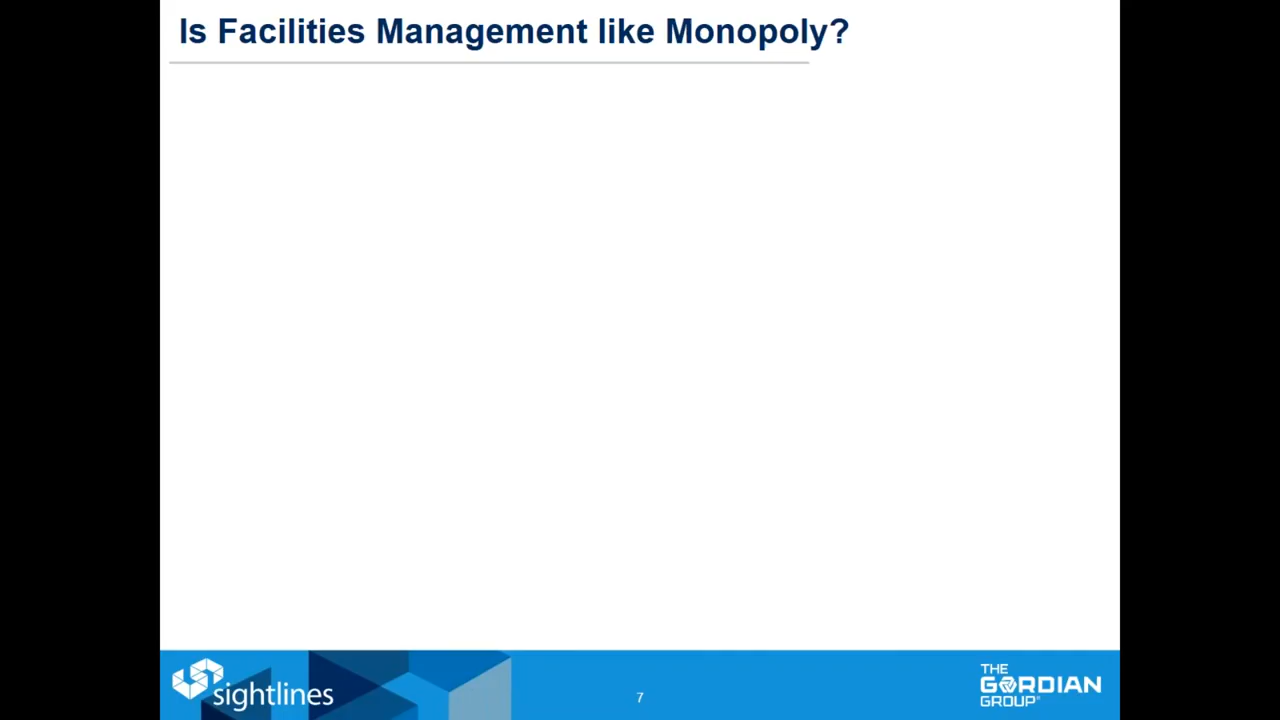 Is Facilities Management like Monopoly?
sightlines
7
THE
GORDIAN
GROUP®